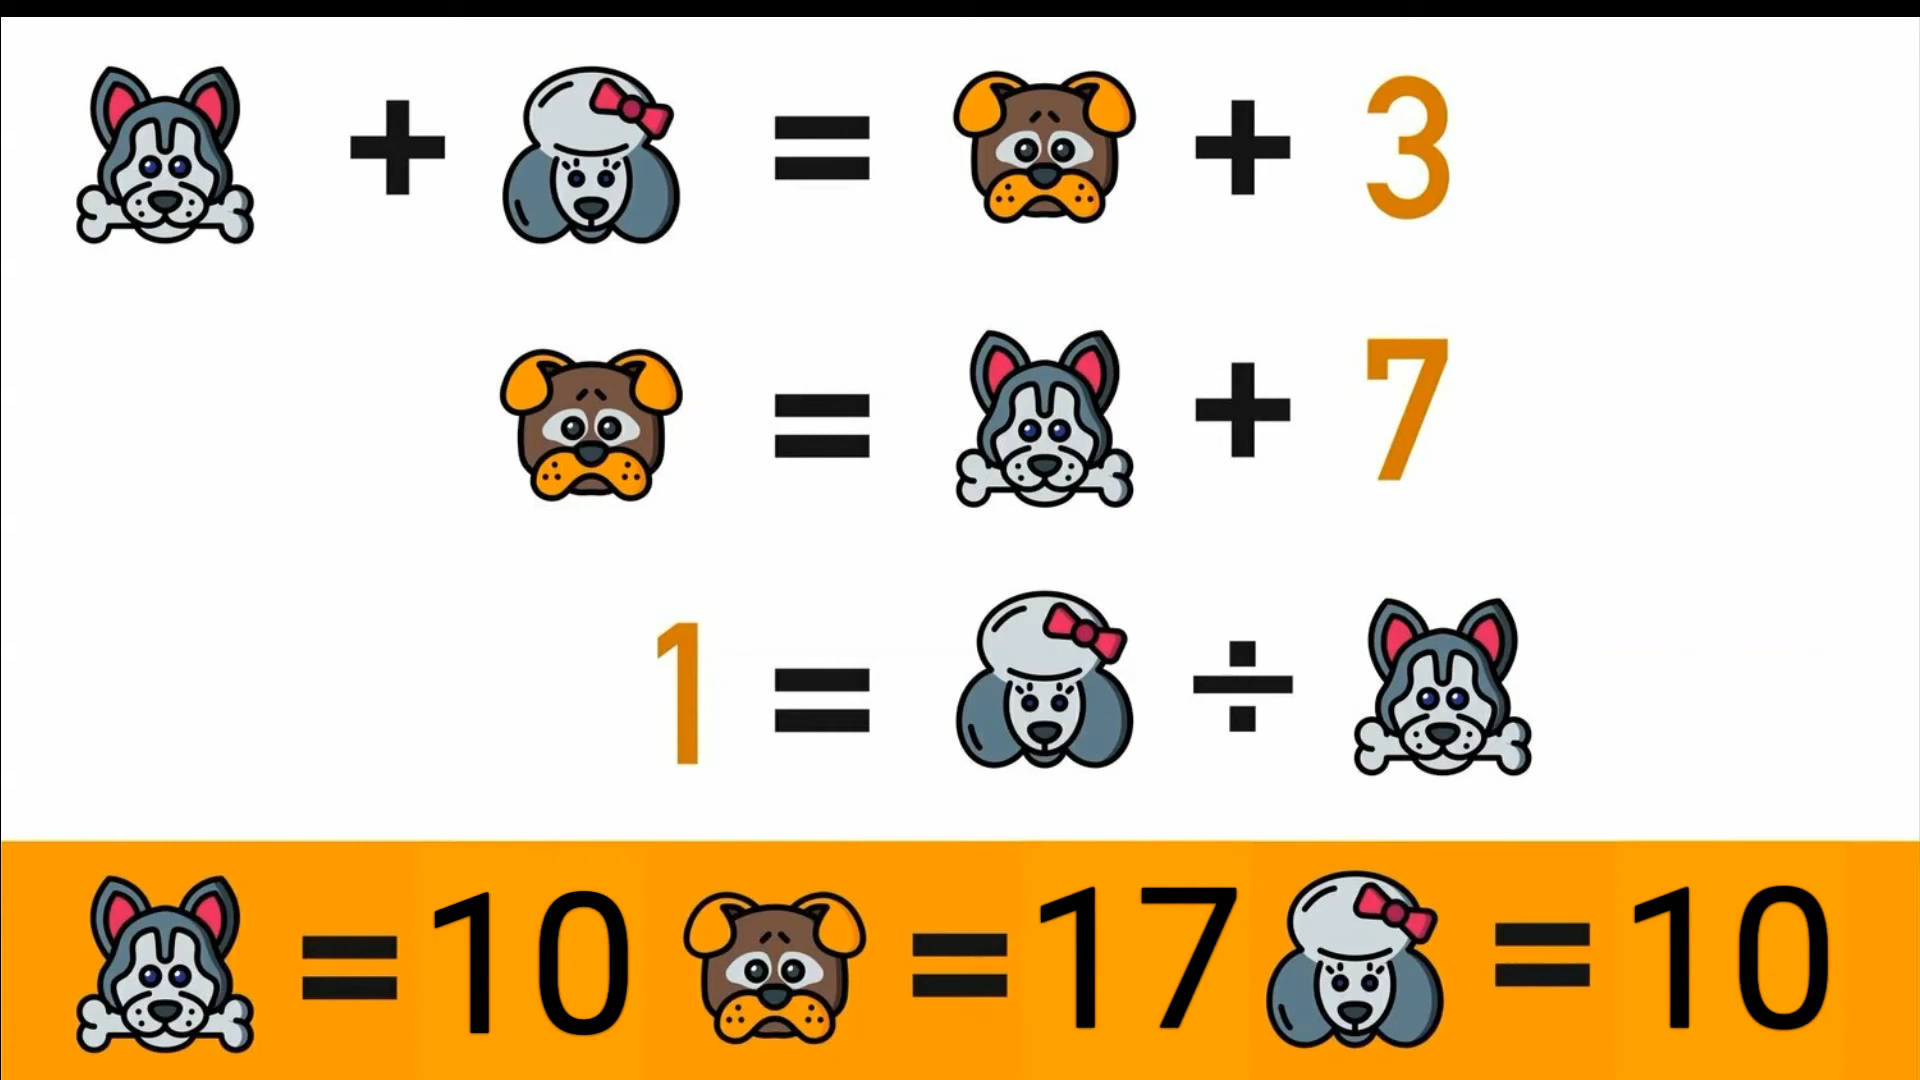 + = + 3
= + 7
1 = ÷
= 10 = 17 = 10